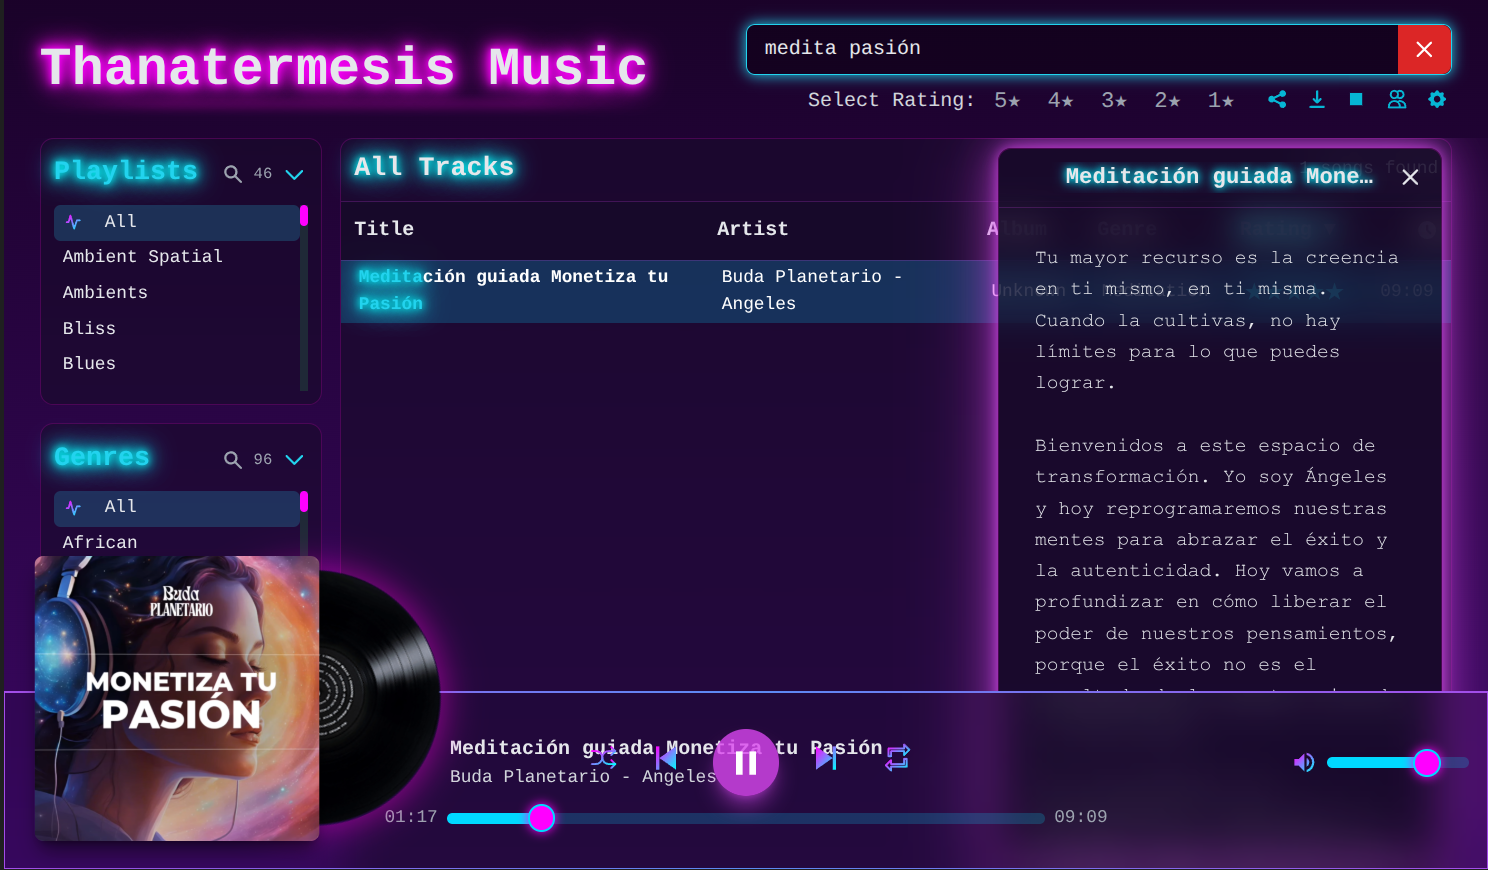 Thanatermesis Music
medita pasión
Select Rating: 5★ 4★ 3★ 2★ 1★
Playlists 46
All
Ambient Spatial
Ambients
Bliss
Blues
Genres 96
All
African
All Tracks
songs found
Title Artist Album Genre
Meditación guiada Monetiza tu
Pasión
Buda Planetario -
Angeles
Unknown
09:09
Meditación guiada Mone…
Tu mayor recurso es la creencia
en ti mismo, en ti misma.
Cuando la cultivas, no hay
límites para lo que puedes
lograr.
Bienvenidos a este espacio de
transformación. Yo soy Ángeles
y hoy reprogramaremos nuestras
mentes para abrazar el éxito y
la autenticidad. Hoy vamos a
profundizar en cómo liberar el
poder de nuestros pensamientos,
porque el éxito no es el
Buda
PLANETARIO
MONETIZA TU
PASIÓN
Meditación guiada Monetiza tu Pasión
Buda Planetario - Angeles
01:17
09:09